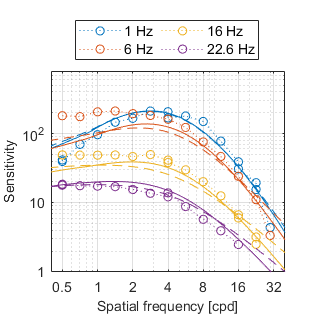 1 Hz 16 Hz
6 Hz 22.6 Hz
Sensitivity
10²
10
1
0.5 1 2 4 8 16 32
Spatial frequency [cpd]